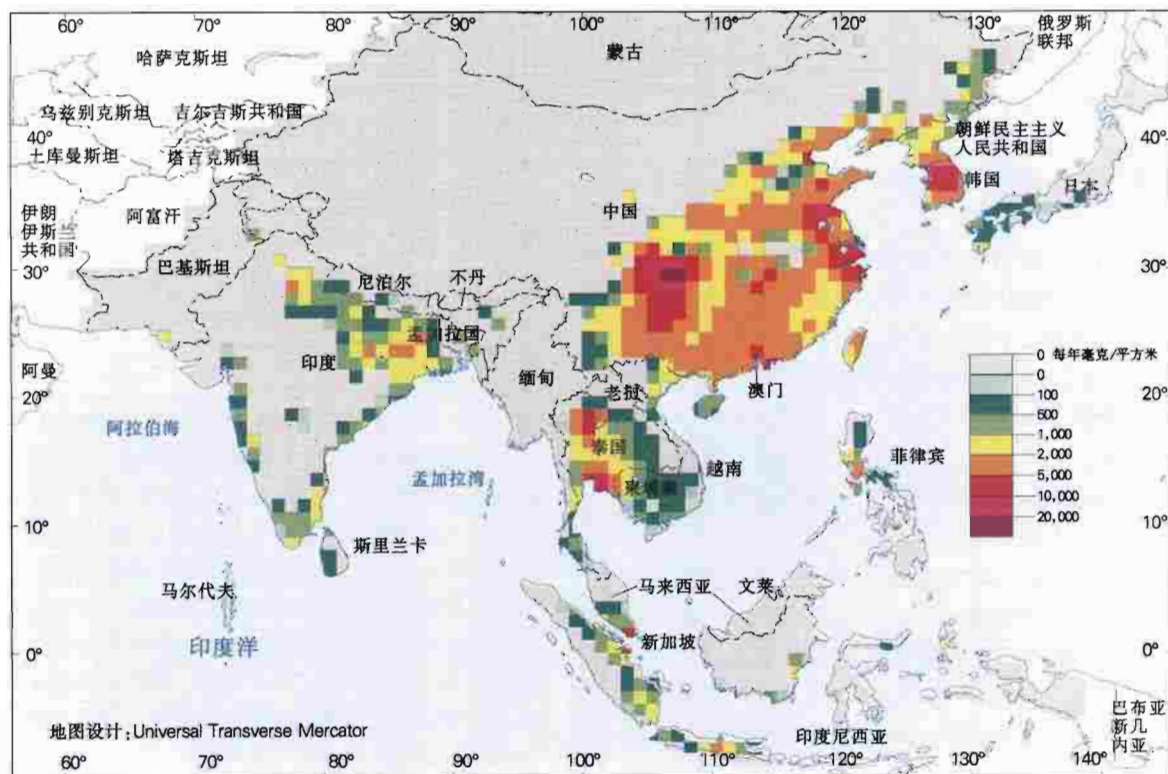 60° 70° 80° 90° 100° 110° 120° 130°
俄罗斯
联邦
哈萨克斯坦
蒙古
乌兹别克斯坦
吉尔吉斯共和国
40°
40°
土库曼斯坦
塔吉克斯坦
朝鲜民主主义
人民共和国
韩国
日本
中国
阿富汗
伊朗
伊斯兰
共和国
30°
30°
巴基斯坦
尼泊尔
不丹
孟加拉国
印度
缅甸
老挝
澳门
阿曼
20°
20°
0 每年毫克/平方米
0
100
500
1,000
2,000
5,000
10,000
20,000
阿拉伯海
孟加拉湾
泰国
越南
菲律宾
10°
10°
斯里兰卡
马尔代夫
马来西亚
文莱
新加坡
印度洋
0°
0°
地图设计:Universal Transverse Mercator
印度尼西亚
巴布亚
新几
内亚
60° 70° 80° 90° 100° 110° 120° 130° 140°